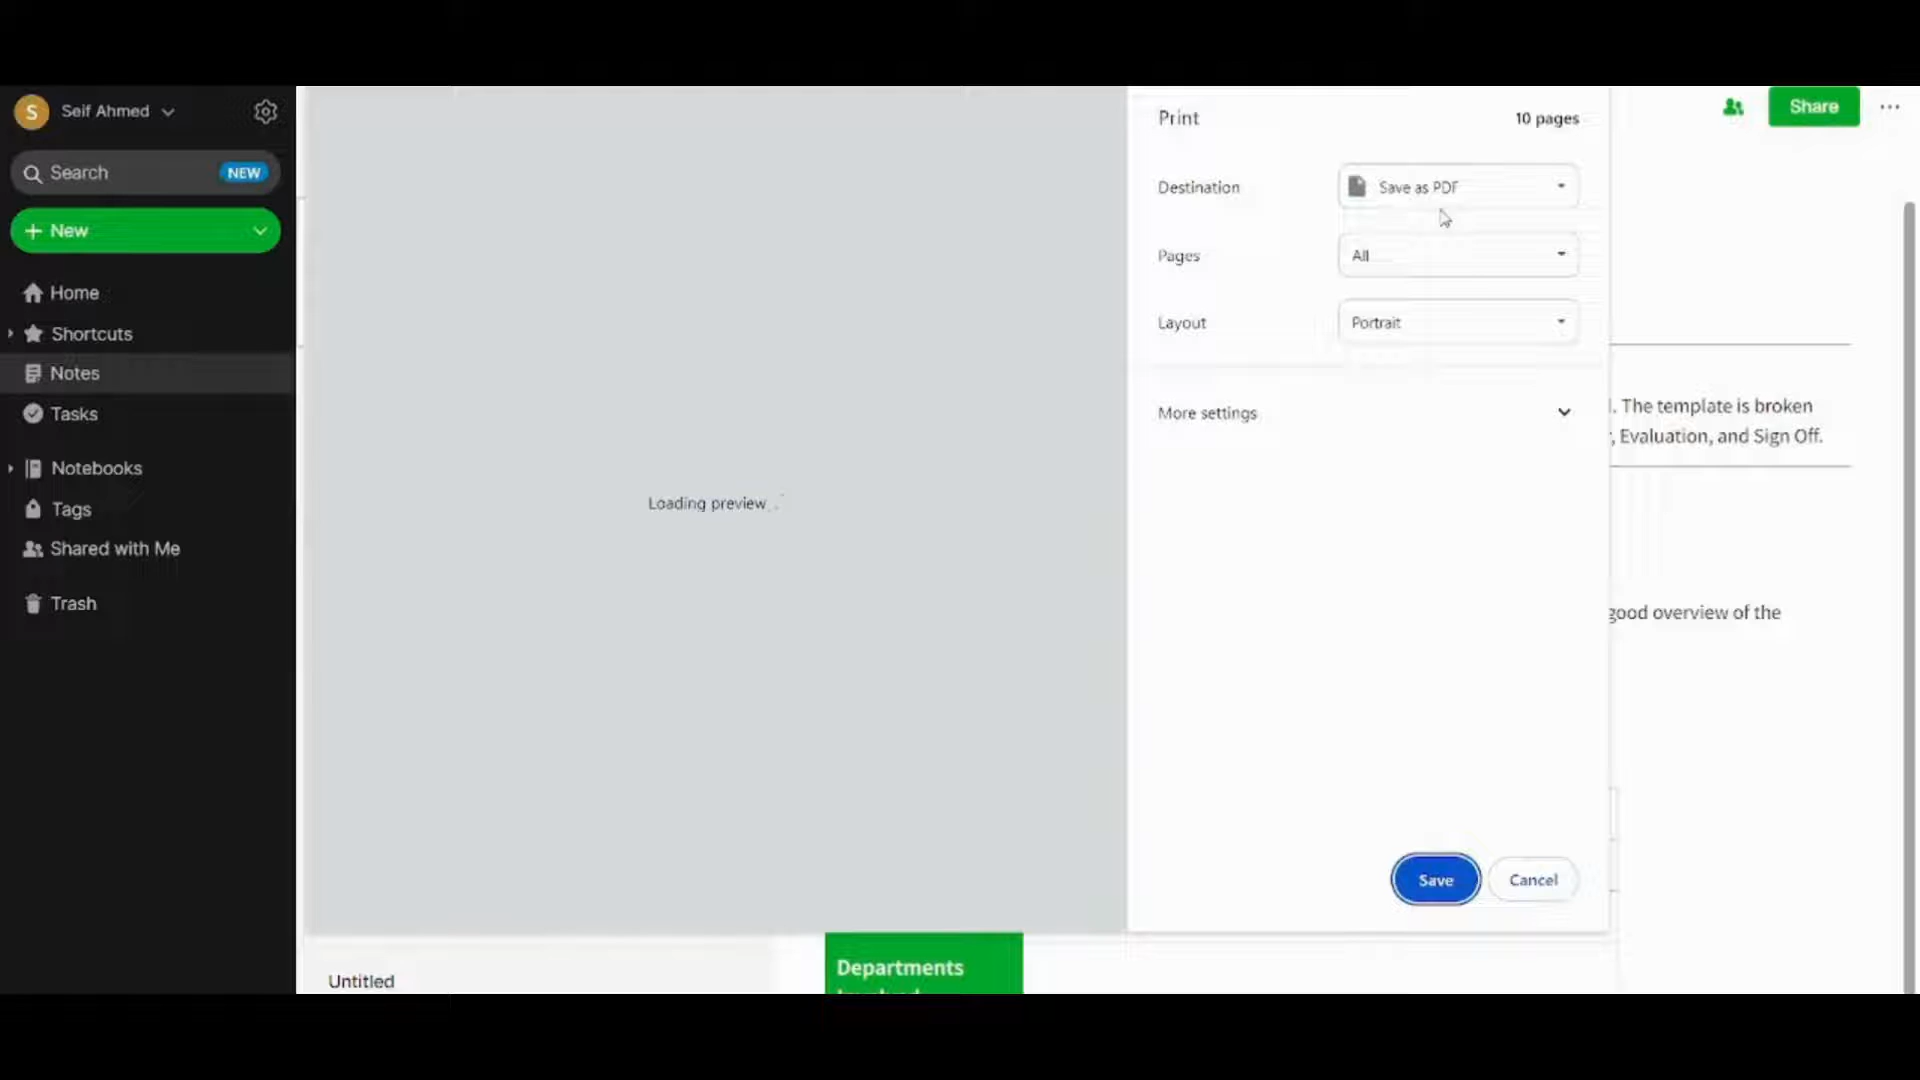 S Seif Ahmed
Search NEW
New
Home
Shortcuts
Notes
Tasks
Notebooks
Tags
Shared with Me
Trash
Loading preview
Print 10 pages
Destination Save as PDF
Pages All
Layout Portrait
More settings
Save Cancel
Share
. The template is broken
, Evaluation, and Sign Off.
good overview of the
Untitled
Departments